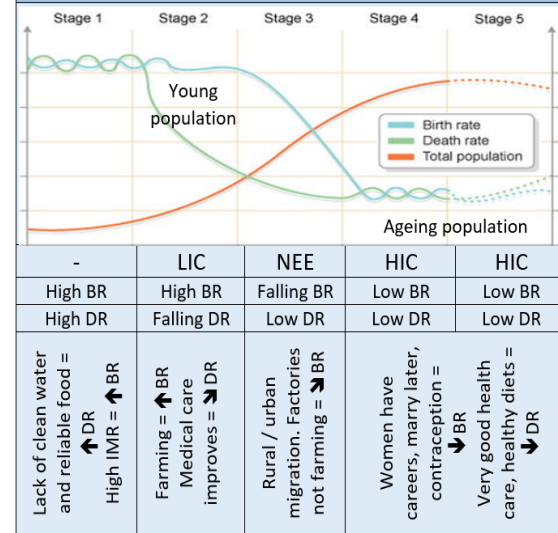 Stage 1
Stage 2
Stage 3
Stage 4
Stage 5
Young
population
Birth rate
Death rate
Total population
Ageing population
- LIC NEE HIC HIC
High BR High BR Falling BR Low BR Low BR
High DR Falling DR Low DR Low DR Low DR
Lack of clean water
and reliable food =
↑ DR
High IMR = ↑ BR
Farming = ↑ BR
Medical care
improves = ↙ DR
Rural / urban
migration. Factories
not farming = ↙ BR
Women have
careers, marry later,
contraception =
↓ BR
Very good health
care, healthy diets =
↓ DR